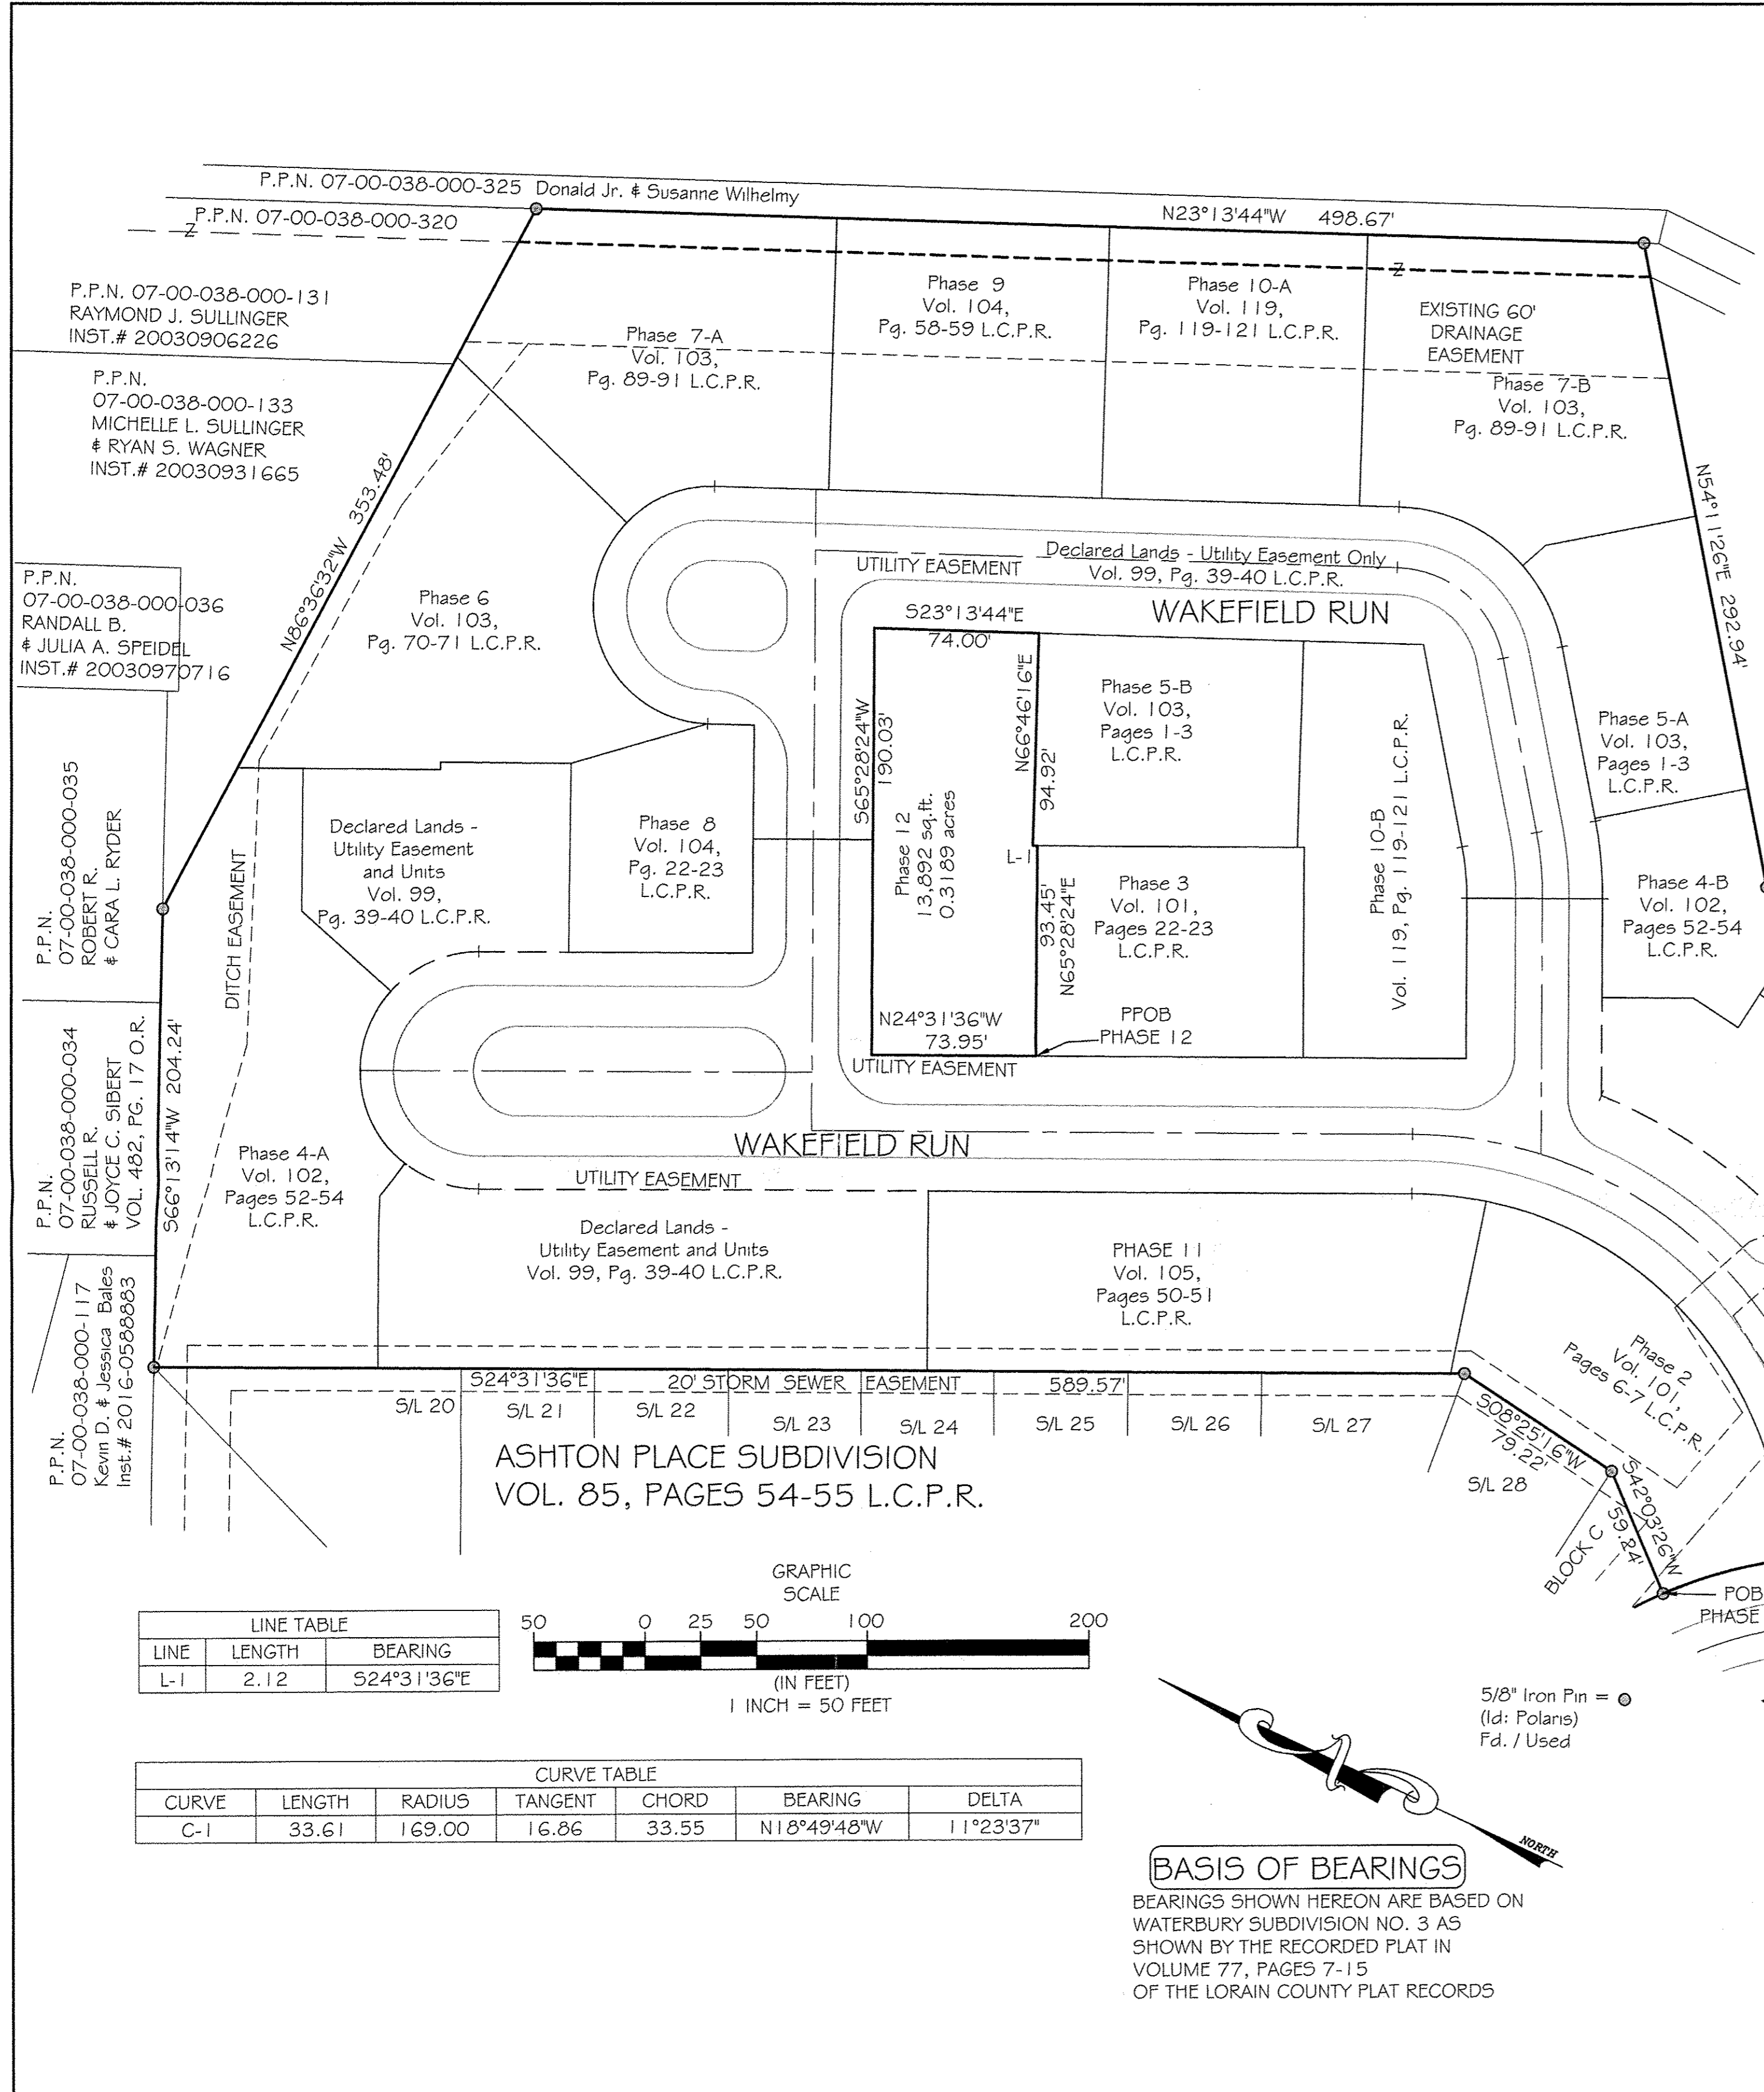 P.P.N. 07-00-038-000-325 Donald Jr. & Susanne Wilhelmy
P.P.N. 07-00-038-000-320
Z
N23°13'44"W 498.67'
Z
P.P.N. 07-00-038-000-131
RAYMOND J. SULLINGER
INST.# 20030906226
P.P.N.
07-00-038-000-133
MICHELLE L. SULLINGER
& RYAN S. WAGNER
INST.# 20030931665
Phase 7-A
Vol. 103,
Pg. 89-91 L.C.P.R.
Phase 9
Vol. 104,
Pg. 58-59 L.C.P.R.
Phase 10-A
Vol. 119,
Pg. 119-121 L.C.P.R.
EXISTING 60'
DRAINAGE
EASEMENT
Phase 7-B
Vol. 103,
Pg. 89-91 L.C.P.R.
N54°11'26"E 292.94'
N86°36'32"W 353.48'
P.P.N.
07-00-038-000-036
RANDALL B.
& JULIA A. SPEIDEL
INST.# 20030970716
Phase 6
Vol. 103,
Pg. 70-71 L.C.P.R.
UTILITY EASEMENT
Declared Lands - Utility Easement Only
Vol. 99, Pg. 39-40 L.C.P.R.
WAKEFIELD RUN
S23°13'44"E
74.00'
S65°28'24"W
190.03'
N66°46'16"E
94.92'
Phase 12
13,892 sq.ft.
0.3189 acres
L-1
93.45'
N65°28'24"E
Phase 5-B
Vol. 103,
Pages 1-3
L.C.P.R.
Phase 3
Vol. 101,
Pages 22-23
L.C.P.R.
Phase 10-B
Vol. 119, Pg. 119-121 L.C.P.R.
Phase 5-A
Vol. 103,
Pages 1-3
L.C.P.R.
Phase 4-B
Vol. 102,
Pages 52-54
L.C.P.R.
P.P.N.
07-00-038-000-035
ROBERT R.
& CARA L. RYDER
DITCH EASEMENT
Declared Lands -
Utility Easement
and Units
Vol. 99,
Pg. 39-40 L.C.P.R.
Phase 8
Vol. 104,
Pg. 22-23
L.C.P.R.
N24°31'36"W
73.95'
PPOB
PHASE 12
UTILITY EASEMENT
P.P.N.
07-00-038-000-034
RUSSELL R.
& JOYCE C. SIBERT
VOL. 482, PG. 17 O.R.
S66°13'14"W 204.24'
WAKEFIELD RUN
Phase 4-A
Vol. 102,
Pages 52-54
L.C.P.R.
UTILITY EASEMENT
Declared Lands -
Utility Easement and Units
Vol. 99, Pg. 39-40 L.C.P.R.
PHASE 11
Vol. 105,
Pages 50-51
L.C.P.R.
P.P.N.
07-00-038-000-117
Kevin D. & Jessica Bales
Inst.# 2016-0588883
Phase 2
Vol. 101,
Pages 6-7 L.C.P.R.
S24°31'36"E 20' STORM SEWER EASEMENT 589.57'
S/L 20 S/L 21 S/L 22 S/L 23 S/L 24 S/L 25 S/L 26 S/L 27
S08°25'16"W
79.22'
S/L 28
S42°03'26"W
59.24'
BLOCK C
POB
PHASE
ASHTON PLACE SUBDIVISION
VOL. 85, PAGES 54-55 L.C.P.R.
LINE TABLE
LINE LENGTH BEARING
L-1 2.12 S24°31'36"E
GRAPHIC
SCALE
50 0 25 50 100 200
(IN FEET)
1 INCH = 50 FEET
5/8" Iron Pin =
(Id: Polaris)
Fd. / Used
CURVE TABLE
CURVE LENGTH RADIUS TANGENT CHORD BEARING DELTA
C-1 33.61 169.00 16.86 33.55 N18°49'48"W 11°23'37"
NORTH
BASIS OF BEARINGS
BEARINGS SHOWN HEREON ARE BASED ON
WATERBURY SUBDIVISION NO. 3 AS
SHOWN BY THE RECORDED PLAT IN
VOLUME 77, PAGES 7-15
OF THE LORAIN COUNTY PLAT RECORDS